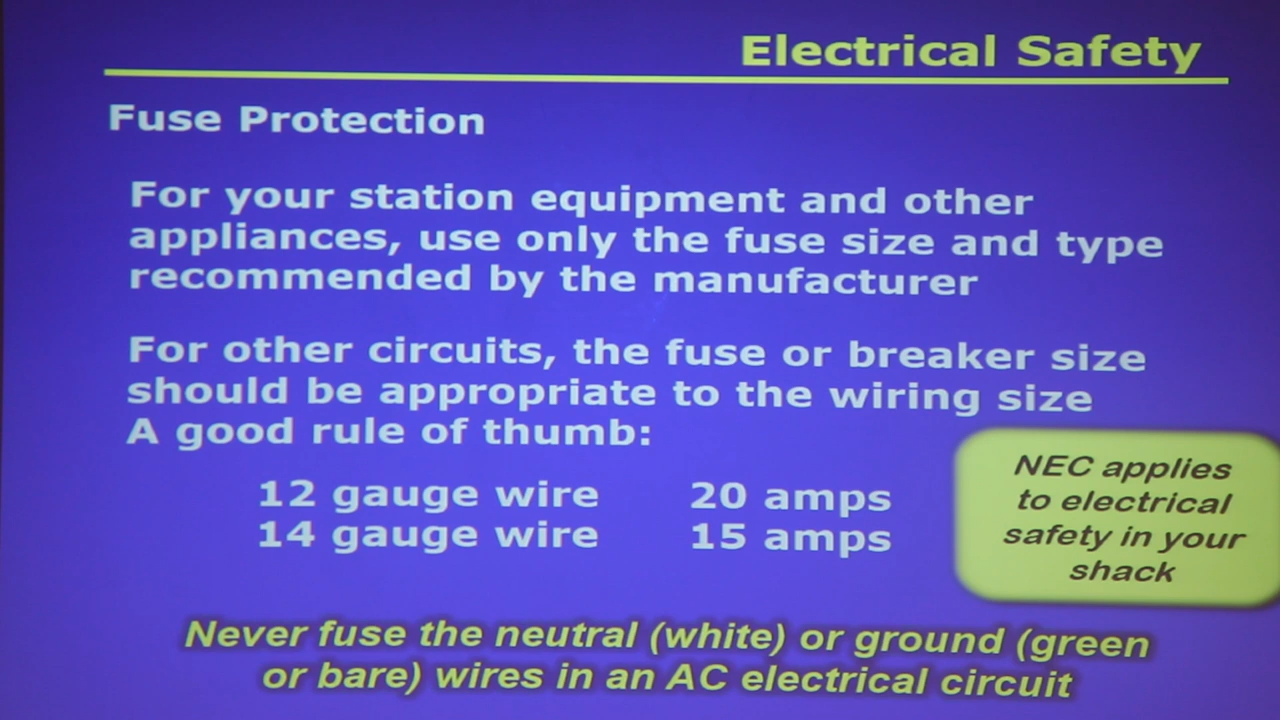 Electrical Safety
Fuse Protection
For your station equipment and other
appliances, use only the fuse size and type
recommended by the manufacturer
For other circuits, the fuse or breaker size
should be appropriate to the wiring size
A good rule of thumb:
12 gauge wire 20 amps
14 gauge wire 15 amps
NEC applies
to electrical
safety in your
shack
Never fuse the neutral (white) or ground (green
or bare) wires in an AC electrical circuit